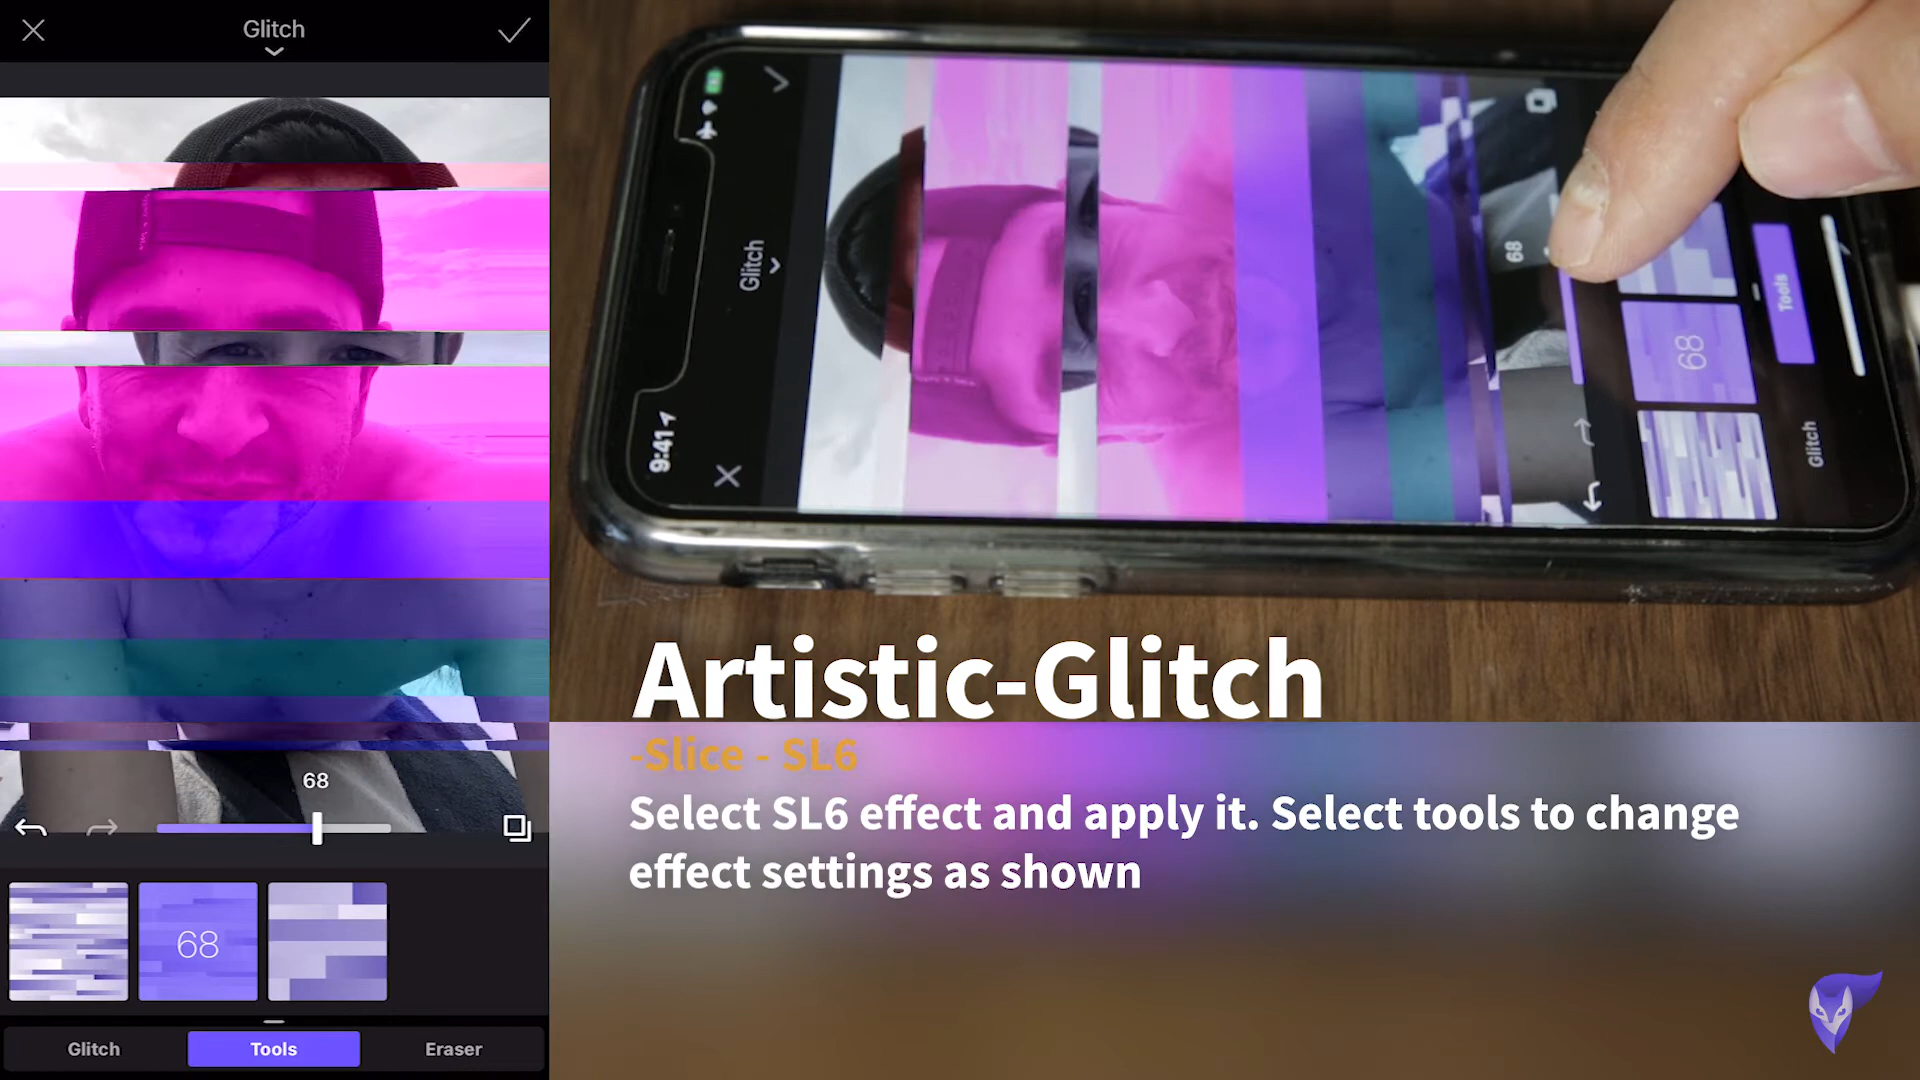 Glitch
68
68
Glitch
Tools
Eraser
9:41
Glitch
68
68
Tools
Glitch
Artistic-Glitch
-Slice - SL6
Select SL6 effect and apply it. Select tools to change
effect settings as shown